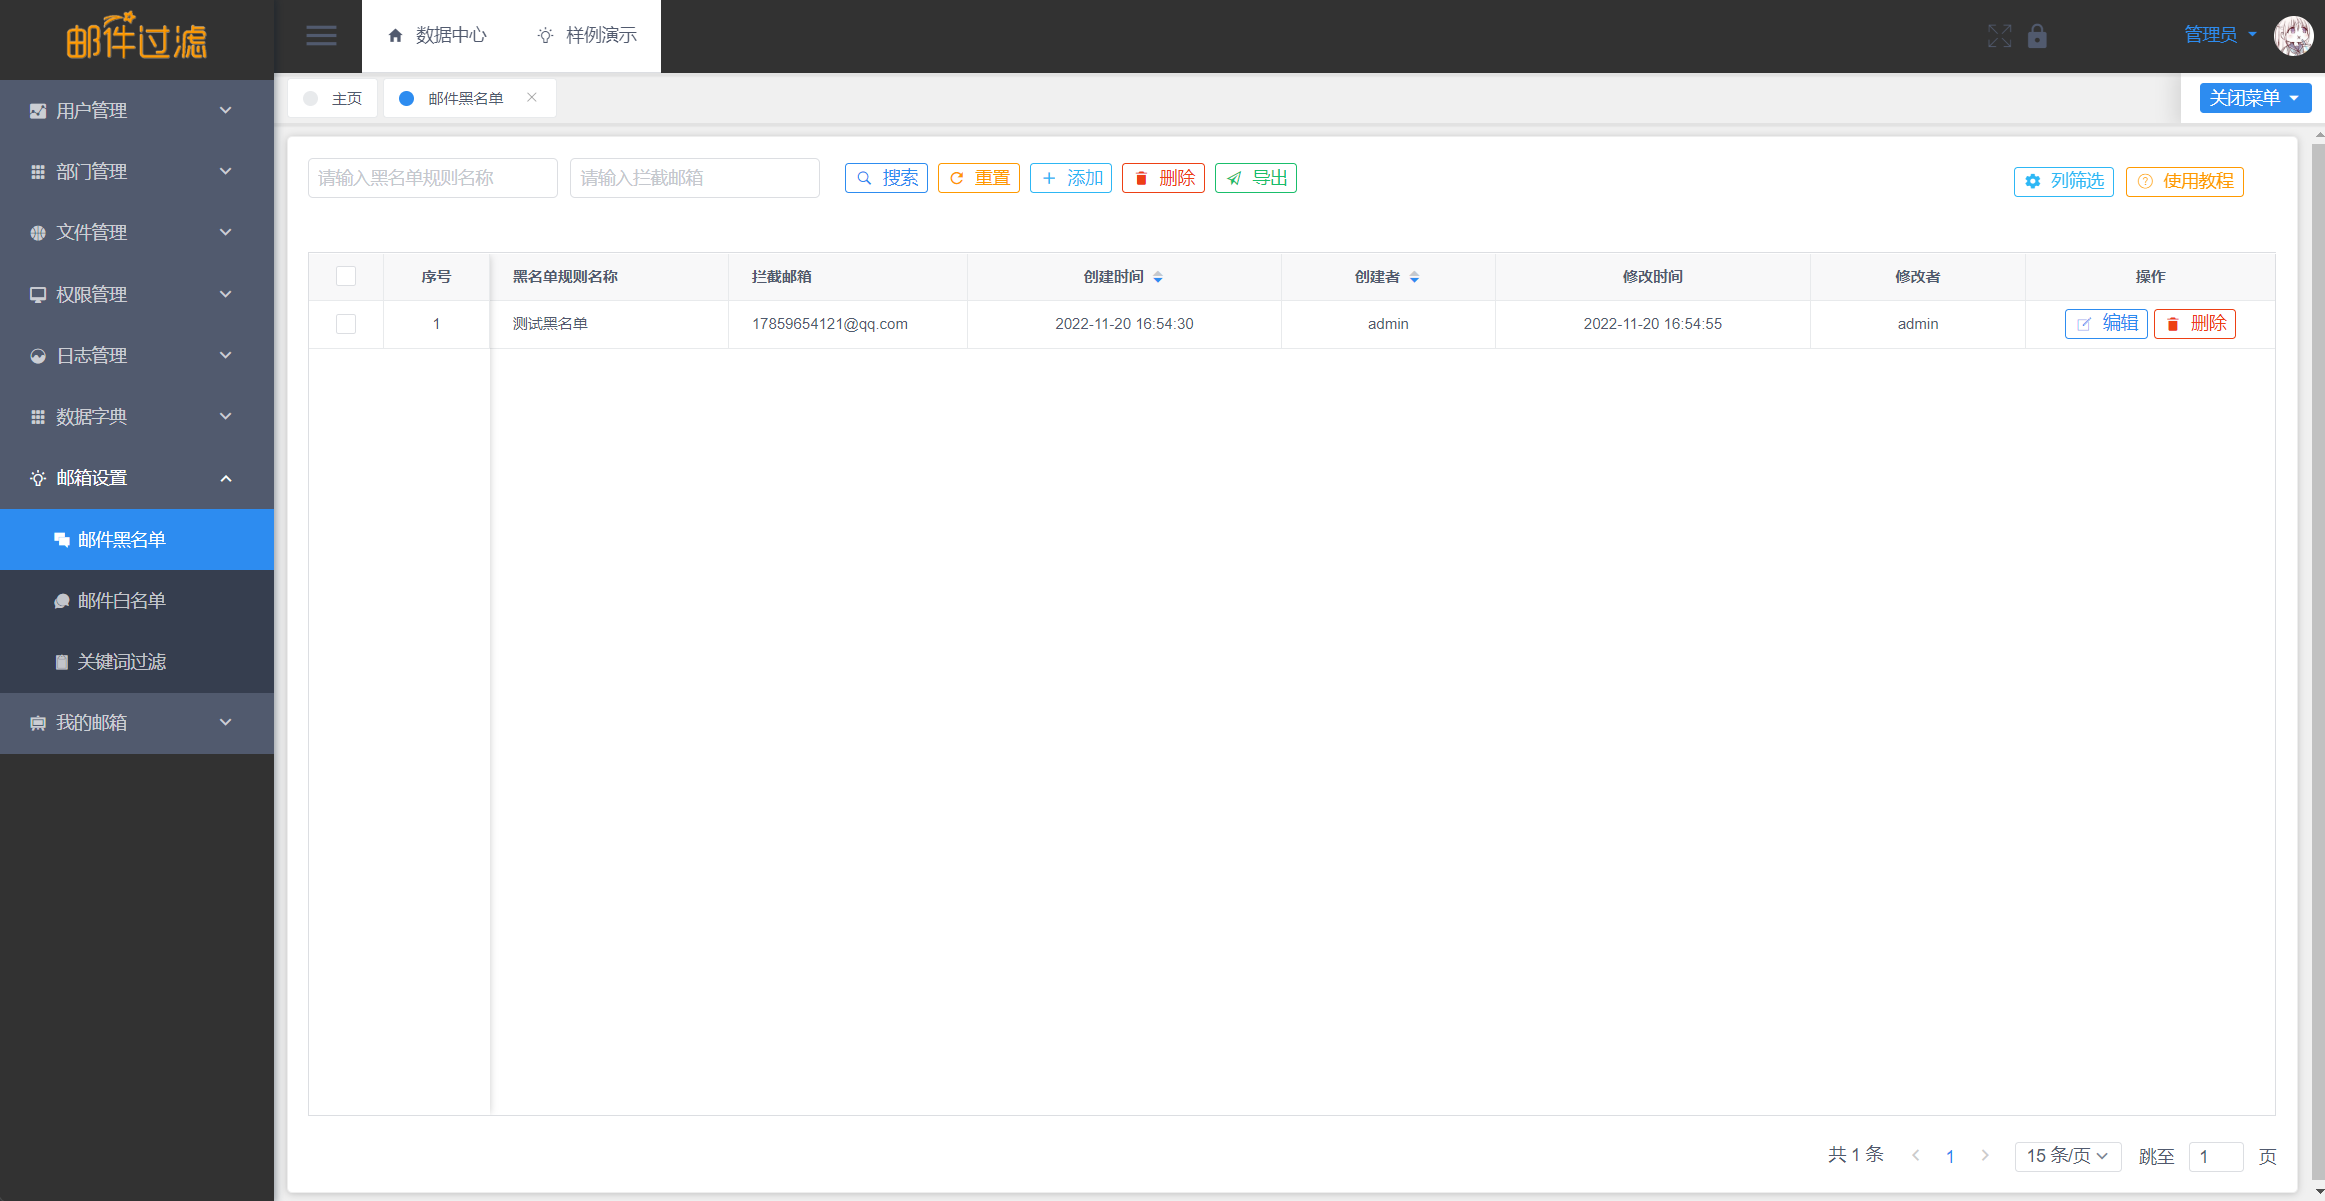 邮件过滤
数据中心
样例演示
管理员
用户管理
部门管理
文件管理
权限管理
日志管理
数据字典
邮箱设置
邮件黑名单
邮件白名单
关键词过滤
我的邮箱
主页
邮件黑名单
关闭菜单
请输入黑名单规则名称
请输入拦截邮箱
搜索
重置
添加
删除
导出
列筛选
使用教程
序号 黑名单规则名称 拦截邮箱 创建时间 创建者 修改时间 修改者 操作
1 测试黑名单 17859654121@qq.com 2022-11-20 16:54:30 admin 2022-11-20 16:54:55 admin 编辑 删除
共 1 条 1 15 条/页 跳至 1 页